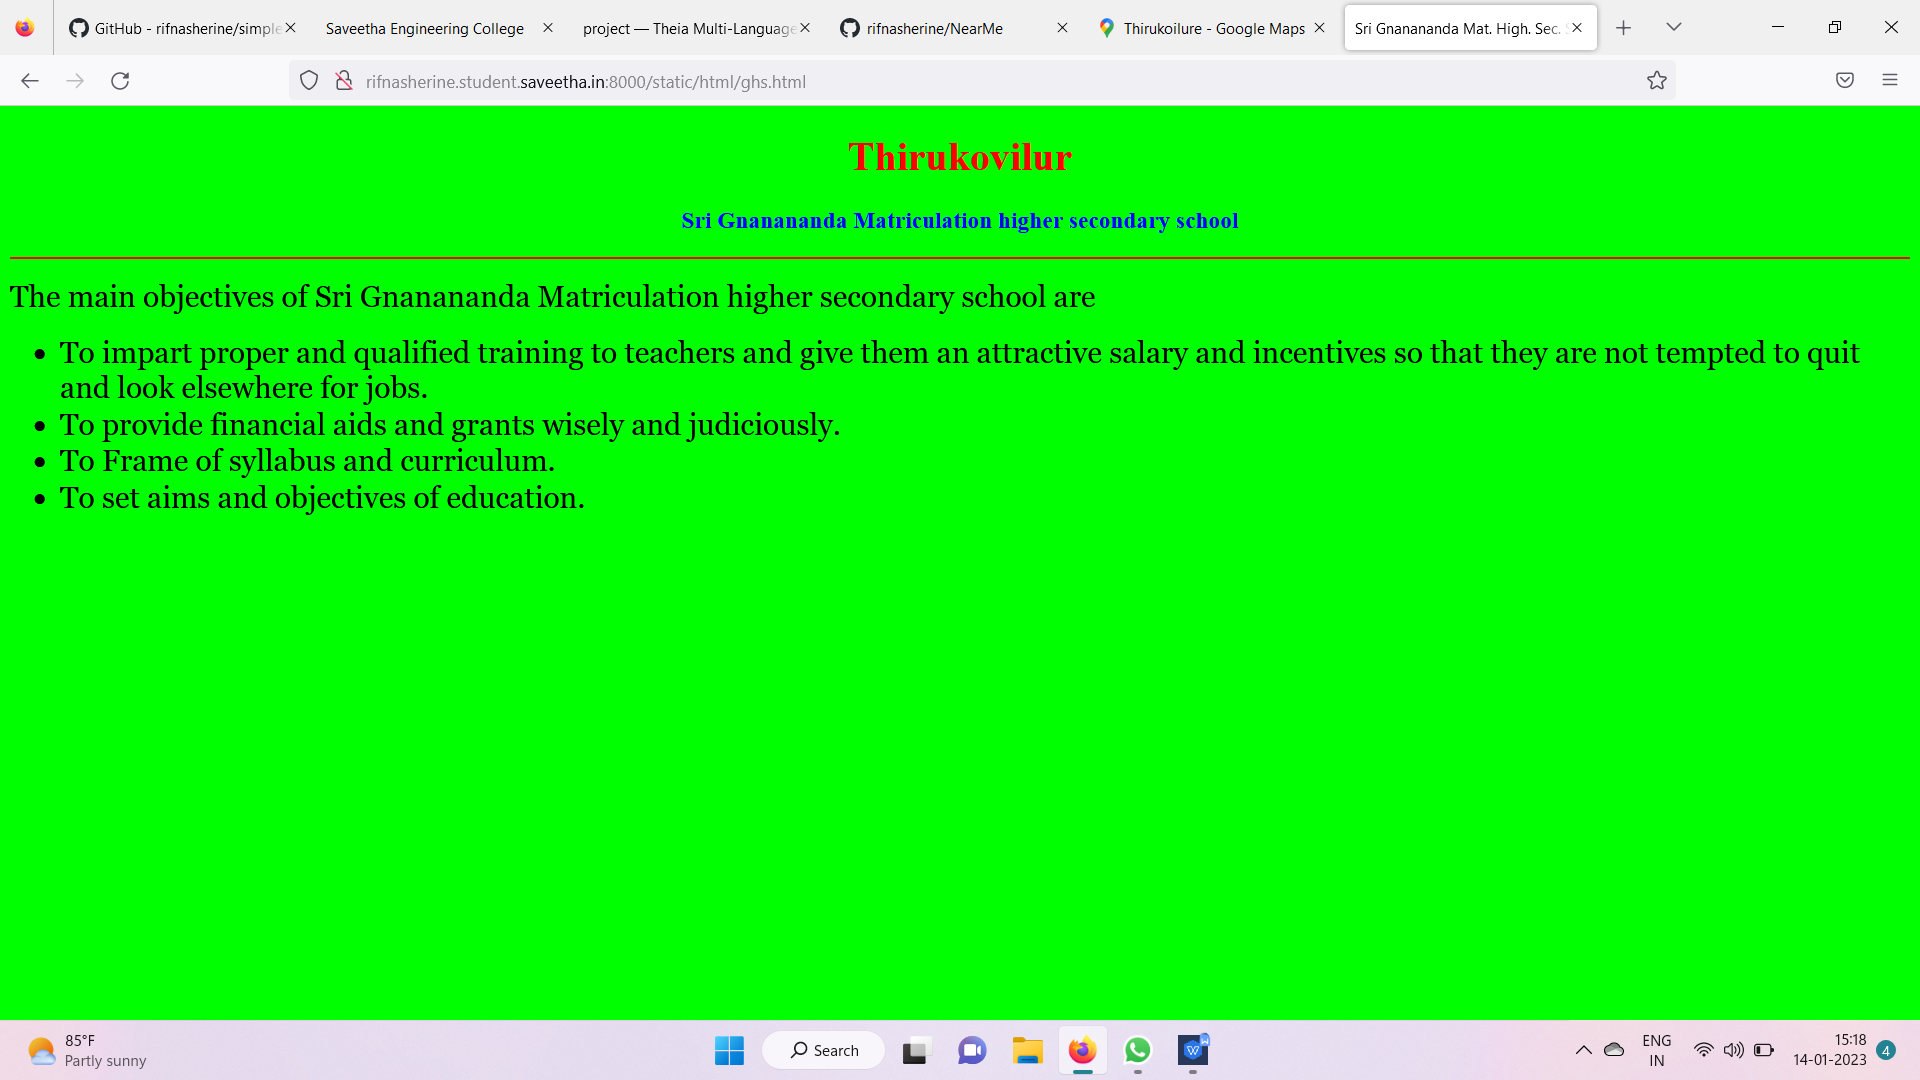 GitHub - rifnasherine/simple
Saveetha Engineering College
project — Theia Multi-Language
rifnasherine/NearMe
Thirukoilure - Google Maps
Sri Gnanananda Mat. High. Sec.
rifnasherine.student.saveetha.in:8000/static/html/ghs.html
Thirukovilur
Sri Gnanananda Matriculation higher secondary school
The main objectives of Sri Gnanananda Matriculation higher secondary school are
• To impart proper and qualified training to teachers and give them an attractive salary and incentives so that they are not tempted to quit
and look elsewhere for jobs.
• To provide financial aids and grants wisely and judiciously.
• To Frame of syllabus and curriculum.
• To set aims and objectives of education.
85°F
Partly sunny
Search
ENG
IN
15:18
14-01-2023
4